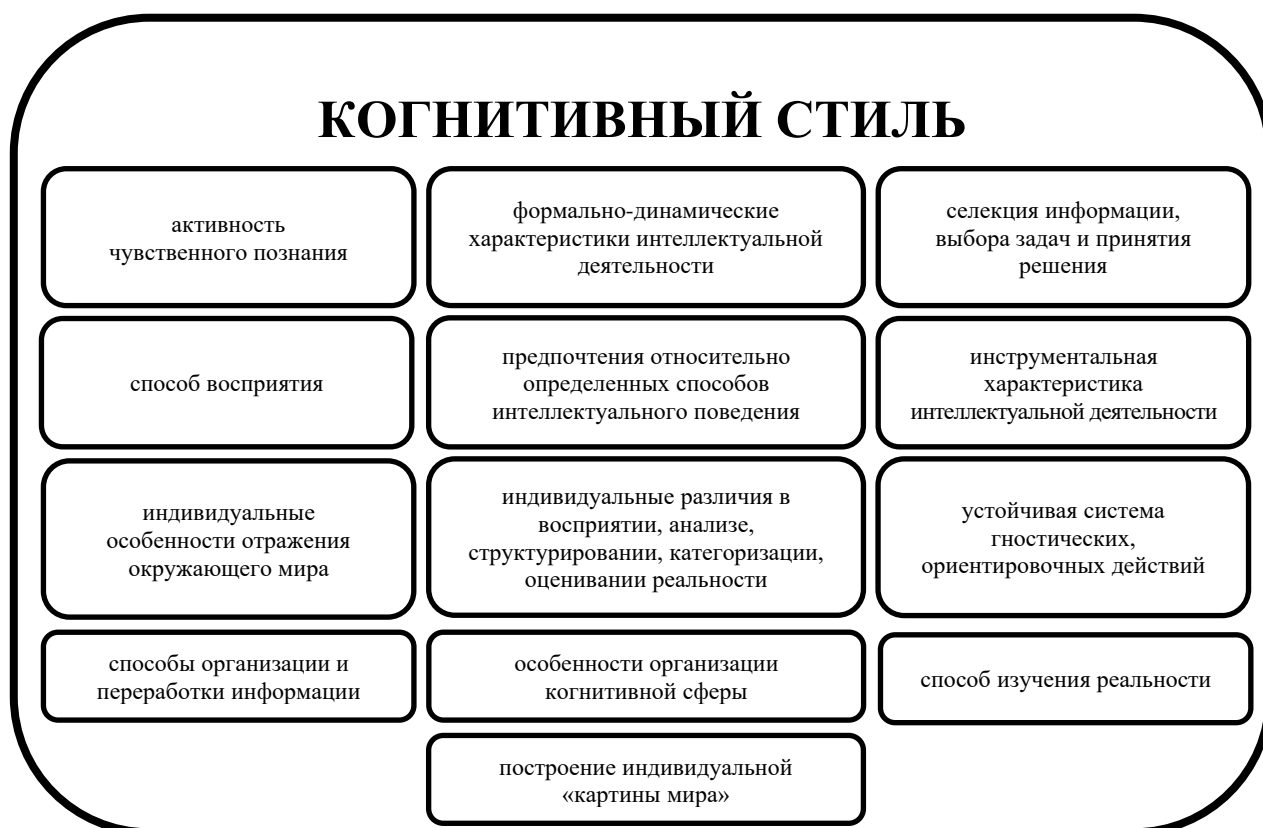 КОГНИТИВНЫЙ СТИЛЬ
активность
чувственного познания
формально-динамические
характеристики интеллектуальной
деятельности
селекция информации,
выбора задач и принятия
решения
способ восприятия
предпочтения относительно
определенных способов
интеллектуального поведения
инструментальная
характеристика
интеллектуальной деятельности
индивидуальные
особенности отражения
окружающего мира
индивидуальные различия в
восприятии, анализе,
структурировании, категоризации,
оценивании реальности
устойчивая система
гностических,
ориентировочных действий
способы организации и
переработки информации
особенности организации
когнитивной сферы
способ изучения реальности
построение индивидуальной
«картины мира»